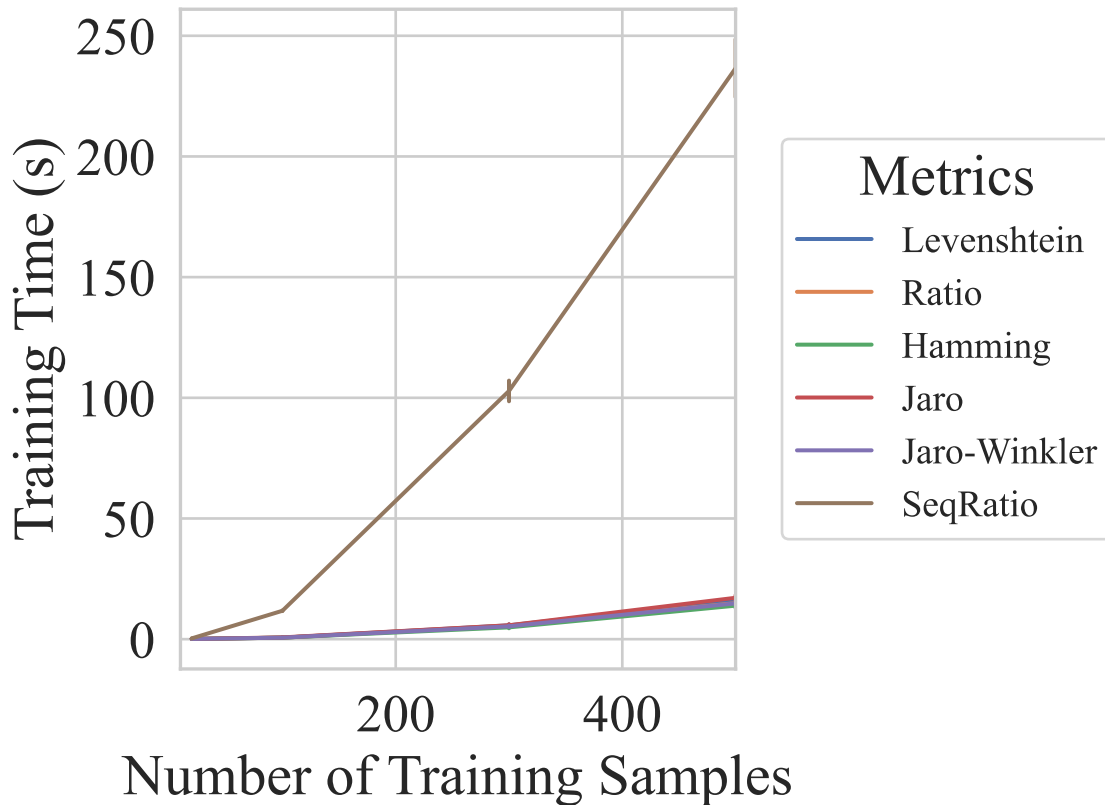 250
200
150
100
50
0
Training Time (s)
200 400
Number of Training Samples
Metrics
Levenshtein
Ratio
Hamming
Jaro
Jaro-Winkler
SeqRatio